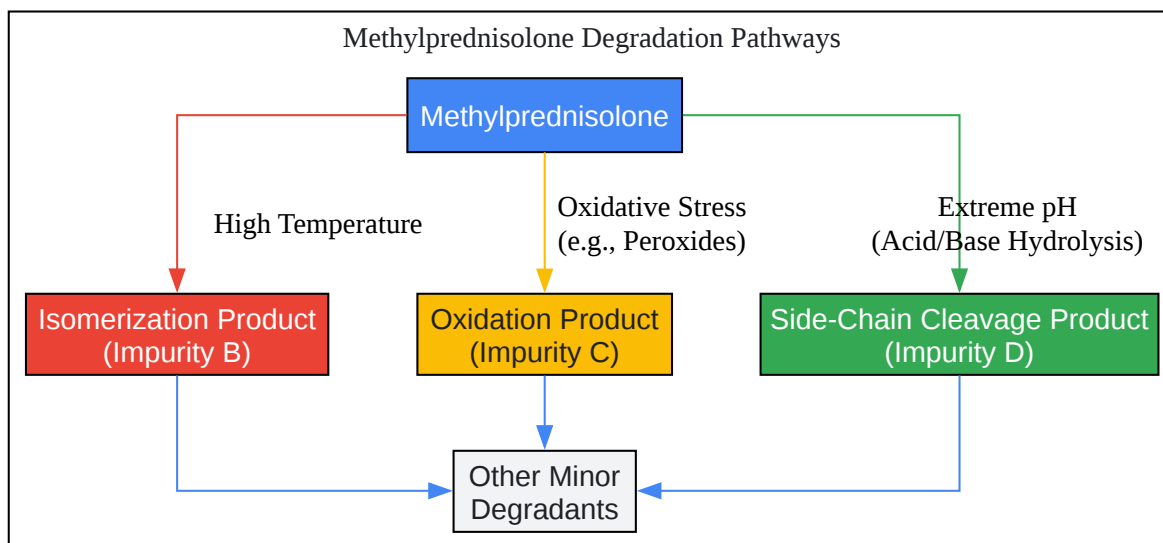 Methylprednisolone Degradation Pathways
Methylprednisolone
High Temperature
Oxidative Stress
(e.g., Peroxides)
Extreme pH
(Acid/Base Hydrolysis)
Isomerization Product
(Impurity B)
Oxidation Product
(Impurity C)
Side-Chain Cleavage Product
(Impurity D)
Other Minor
Degradants